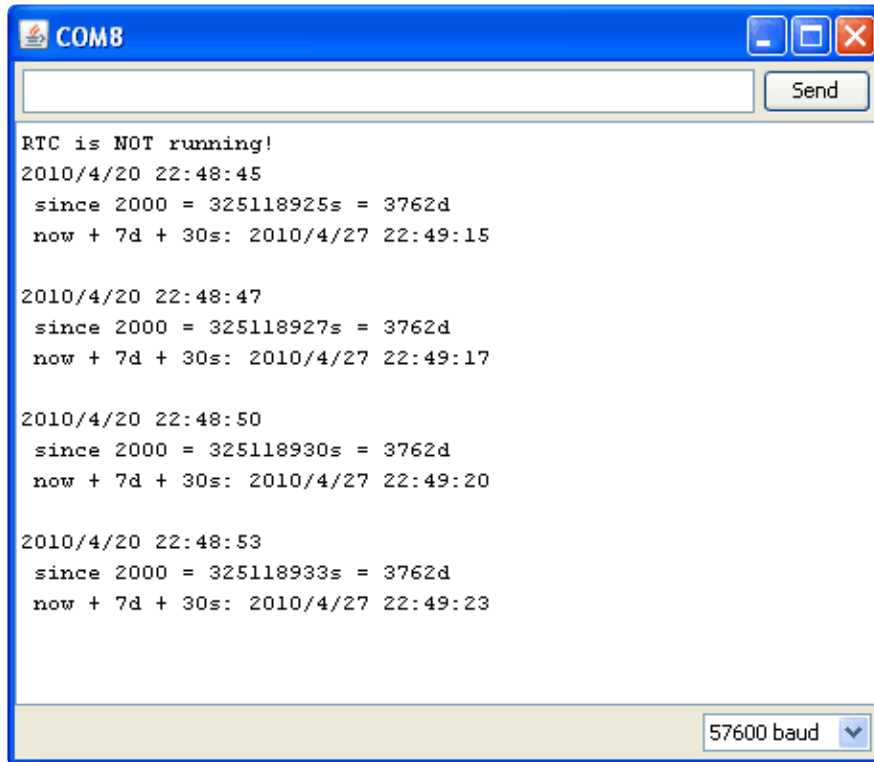 COM8
Send
RTC is NOT running!
2010/4/20 22:48:45
since 2000 = 325118925s = 3762d
now + 7d + 30s: 2010/4/27 22:49:15
2010/4/20 22:48:47
since 2000 = 325118927s = 3762d
now + 7d + 30s: 2010/4/27 22:49:17
2010/4/20 22:48:50
since 2000 = 325118930s = 3762d
now + 7d + 30s: 2010/4/27 22:49:20
2010/4/20 22:48:53
since 2000 = 325118933s = 3762d
now + 7d + 30s: 2010/4/27 22:49:23
57600 baud